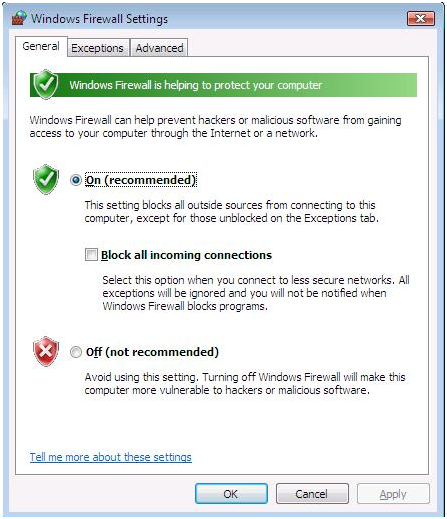 Windows Firewall Settings
General
Exceptions
Advanced
Windows Firewall is helping to protect your computer
Windows Firewall can help prevent hackers or malicious software from gaining
access to your computer through the Internet or a network.
On (recommended)
This setting blocks all outside sources from connecting to this
computer, except for those unblocked on the Exceptions tab.
Block all incoming connections
Select this option when you connect to less secure networks. All
exceptions will be ignored and you will not be notified when
Windows Firewall blocks programs.
Off (not recommended)
Avoid using this setting. Turning off Windows Firewall will make this
computer more vulnerable to hackers or malicious software.
Tell me more about these settings
OK
Cancel
Apply